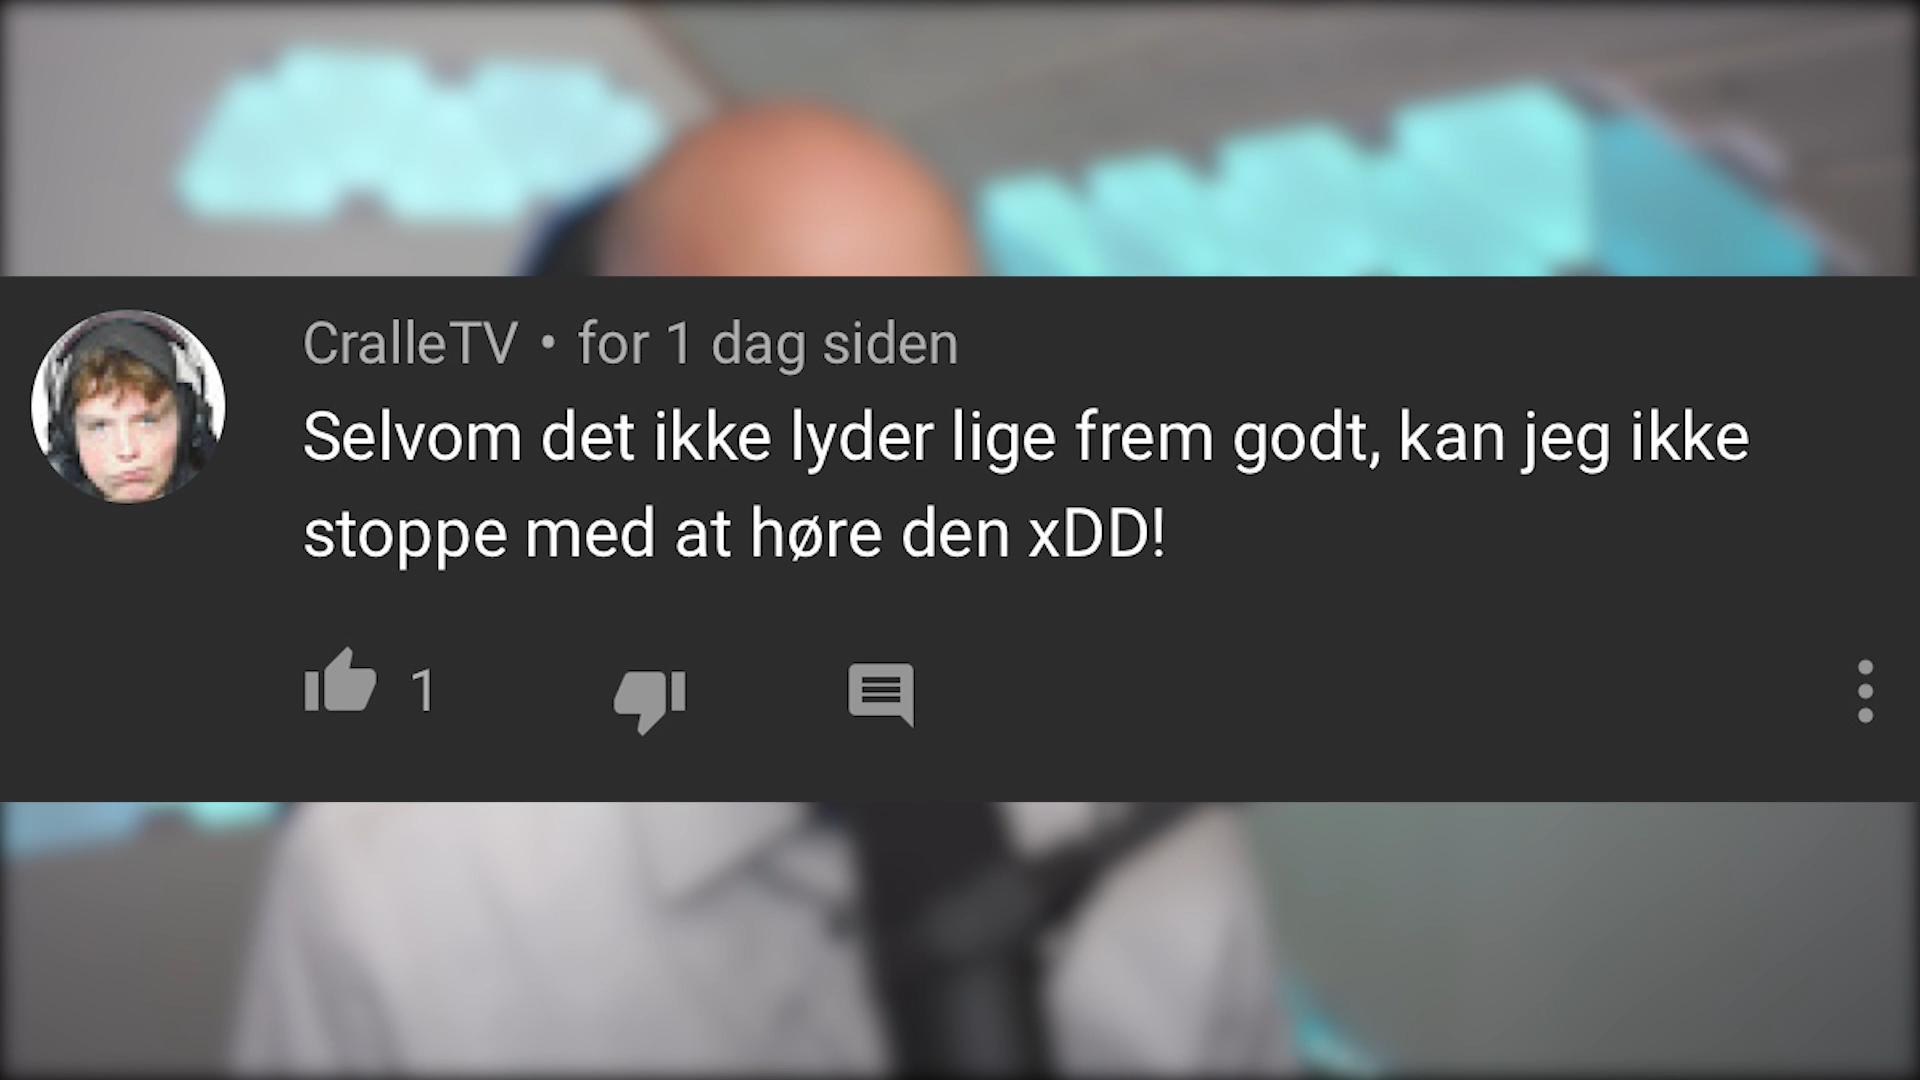 CralleTV • for 1 dag siden
Selvom det ikke lyder lige frem godt, kan jeg ikke
stoppe med at høre den xDD!
1